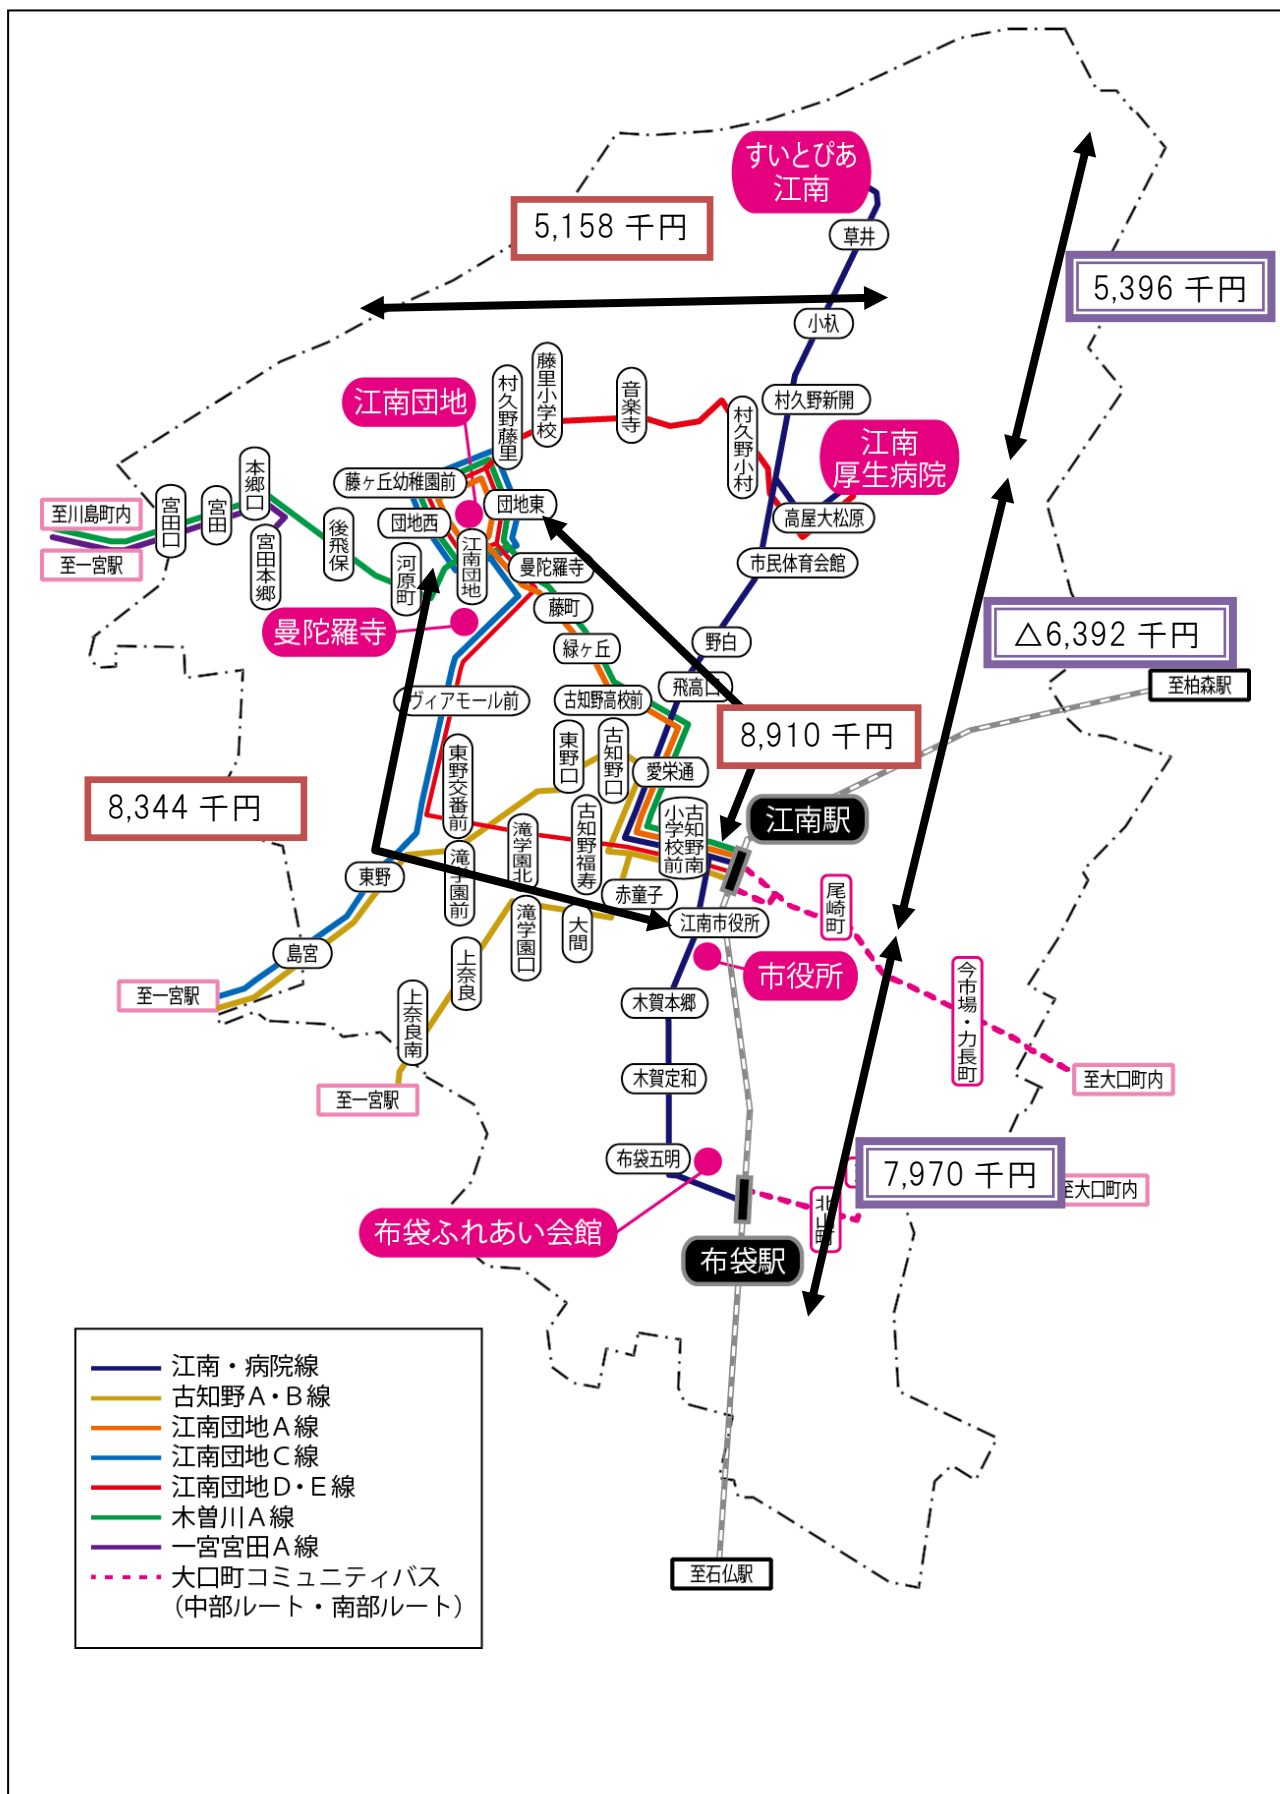 すいとぴあ
江南
5,158 千円
草井
5,396 千円
小杁
藤里小学校
村久野藤里
音楽寺
村久野新開
江南団地
村久野小村
江南
厚生病院
本郷口
藤ヶ丘幼稚園前
宮田口
宮田
団地東
至川島町内
団地西
高屋大松原
後飛保
宮田本郷
江南団地
河原町
至一宮駅
曼陀羅寺
市民体育会館
藤町
曼陀羅寺
△6,392 千円
野白
緑ヶ丘
至柏森駅
飛高口
ヴィアモール前
古知野高校前
8,910 千円
東野口
古知野口
東野交番前
愛栄通
8,344 千円
江南駅
古知野南
小学校前
古知野福寿
滝学園北
滝学園前
東野
赤童子
尾崎町
滝学園口
大間
江南市役所
島宮
上奈良
市役所
今市場・力長町
至一宮駅
木賀本郷
上奈良南
木賀定和
至大口町内
至一宮駅
布袋五明
7,970 千円
至大口町内
北山町
布袋ふれあい会館
布袋駅
江南・病院線
古知野A・B線
江南団地A線
江南団地C線
江南団地D・E線
木曽川A線
一宮宮田A線
大口町コミュニティバス
（中部ルート・南部ルート）
至石仏駅